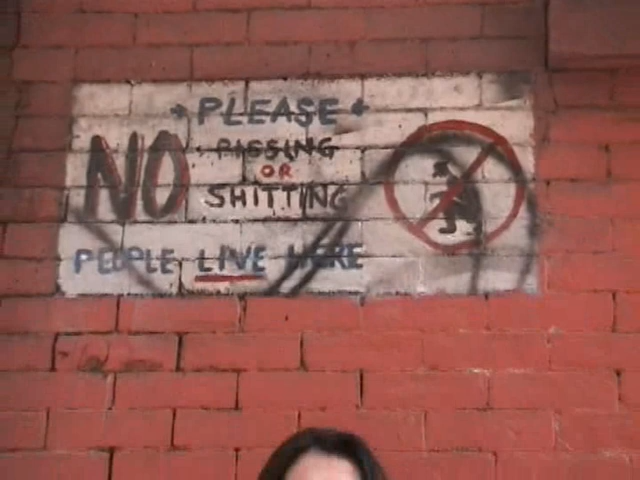 PLEASE
NO
PISSING
OR
SHITTING
PEOPLE LIVE HERE